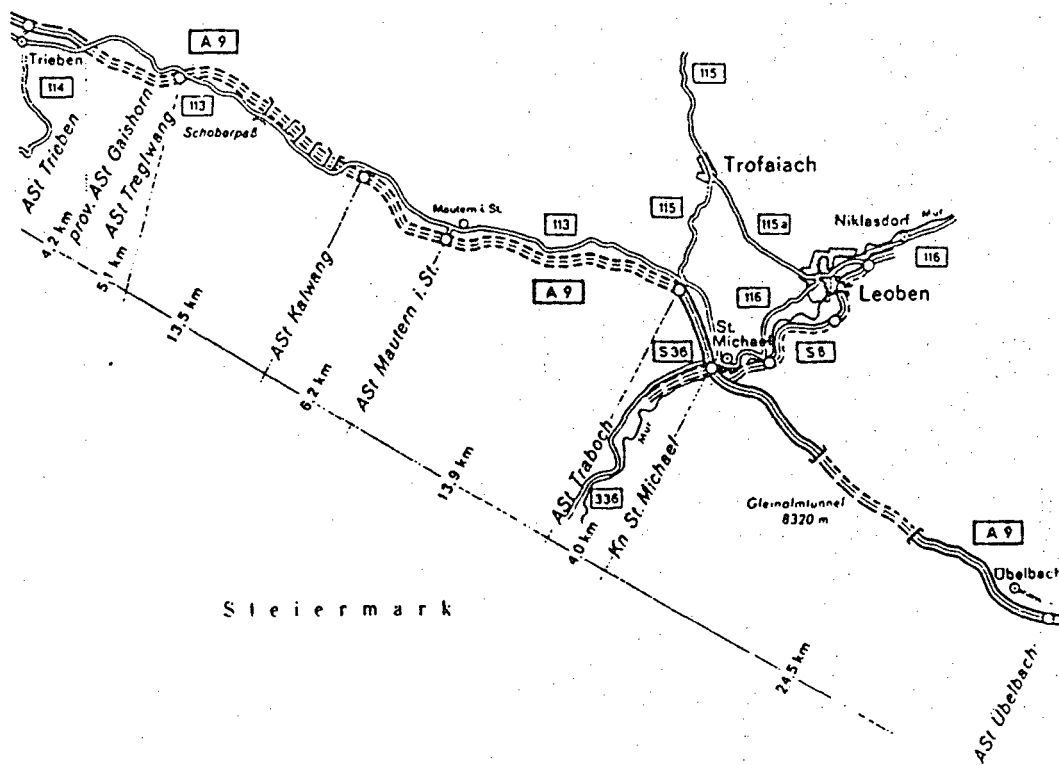 A 9
Trieben
114
113
Schoberpaß
ASt Trieben
prov. ASt Gaishorn
ASt Treglwang
4.2 km
5.1 km
13.5 km
ASt Kalwang
6.2 km
Mautern i. St.
ASt Mautern i. St.
113
A 9
13.9 km
115
Trofaiach
115
115a
Niklasdorf
Mur
116
116
Leoben
St. Michael
S 36
S 6
Mur
336
ASt Traboch
4.0 km
Kn St. Michael
Gleinalmtunnel
8320 m
A 9
Übelbach
Steiermark
24.5 km
ASt Übelbach